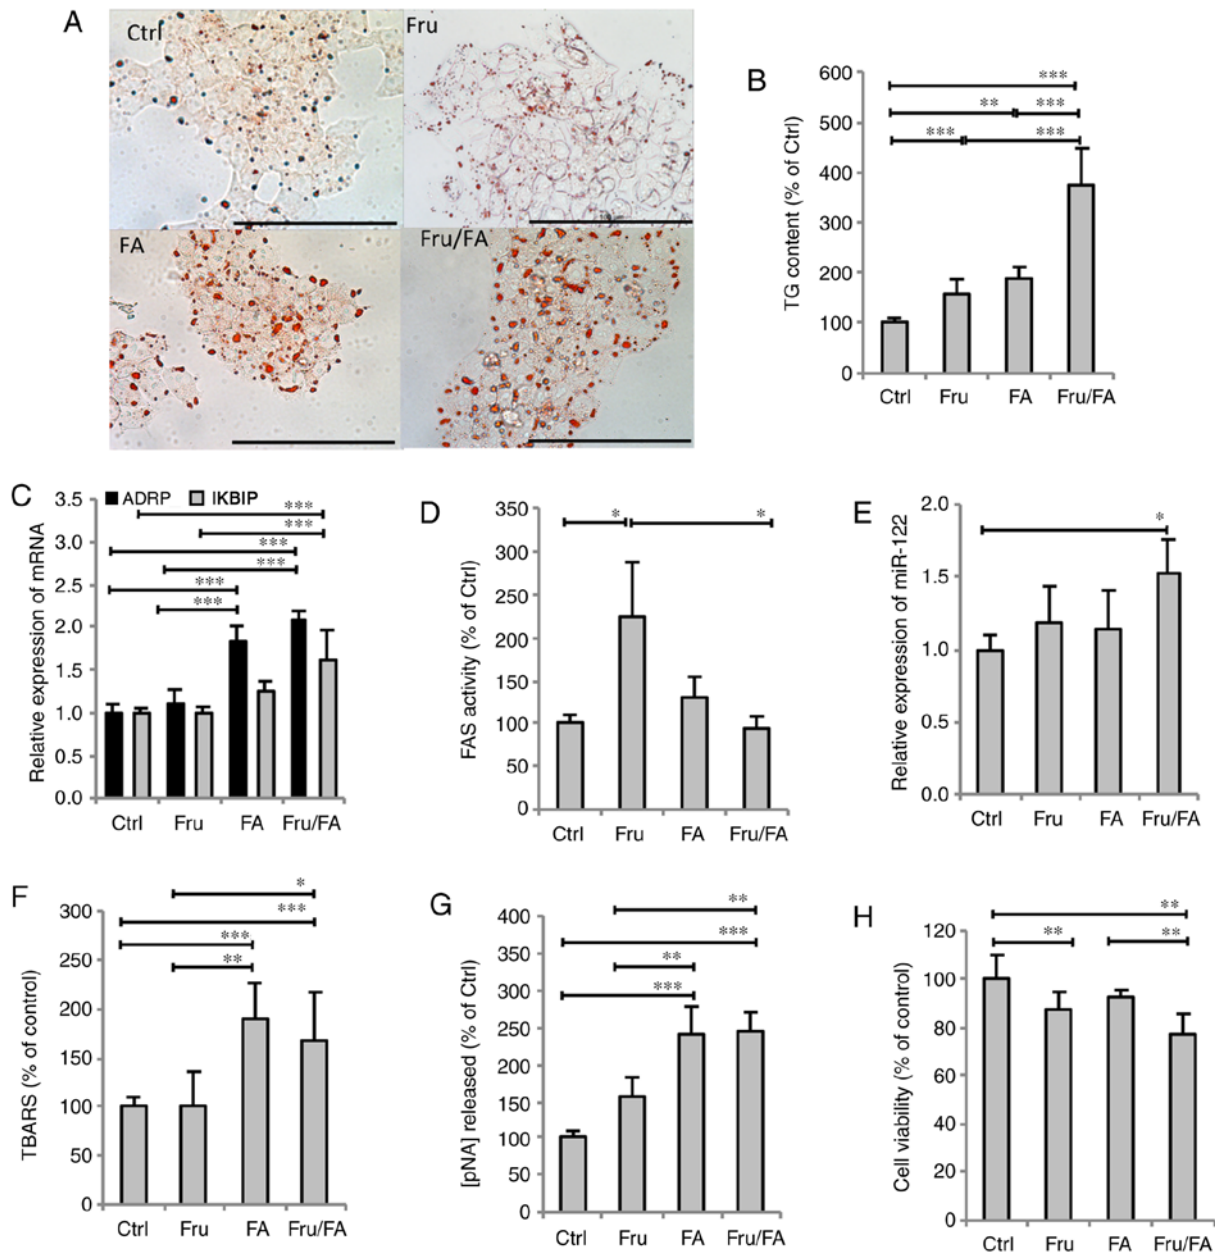 A
Ctrl
Fru
FA
Fru/FA
B
TG content (% of Ctrl)
600
500
400
300
200
100
0
***
** ***
*** ***
Ctrl Fru FA Fru/FA
C
Relative expression of mRNA
ADRP IKBIP
3.5
3.0
2.5
2.0
1.5
1.0
0.5
0.0
***
***
***
***
***
***
Ctrl Fru FA Fru/FA
D
FAS activity (% of Ctrl)
350
300
250
200
150
100
50
0
* *
Ctrl Fru FA Fru/FA
E
Relative expression of miR-122
2.0
1.5
1.0
0.5
0.0
*
Ctrl Fru FA Fru/FA
F
TBARS (% of control)
300
250
200
150
100
50
0
*
***
***
**
Ctrl Fru FA Fru/FA
G
[pNA] released (% of Ctrl)
400
350
300
250
200
150
100
50
0
**
***
**
***
Ctrl Fru FA Fru/FA
H
Cell viability (% of control)
120
100
80
60
40
20
0
**
** **
Ctrl Fru FA Fru/FA